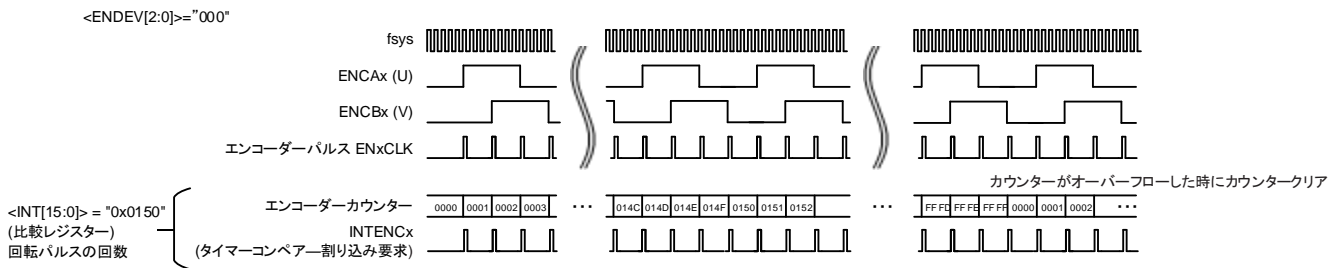 <ENDEV[2:0]>="000"
fsys
ENCAx (U)
ENCBx (V)
エンコーダーパルス ENxCLK
カウンターがオーバーフローした時にカウンタークリア
<INT[15:0]> = "0x0150"
(比較レジスター)
回転パルスの回数
エンコーダーカウンター
0000 0001 0002 0003 ・・・ 014C 014D 014E 014F 0150 0151 0152 ・・・ FFFD FFFE FFFF 0000 0001 0002 ・・・
INTENCx
(タイマーコンペア―割り込み要求)